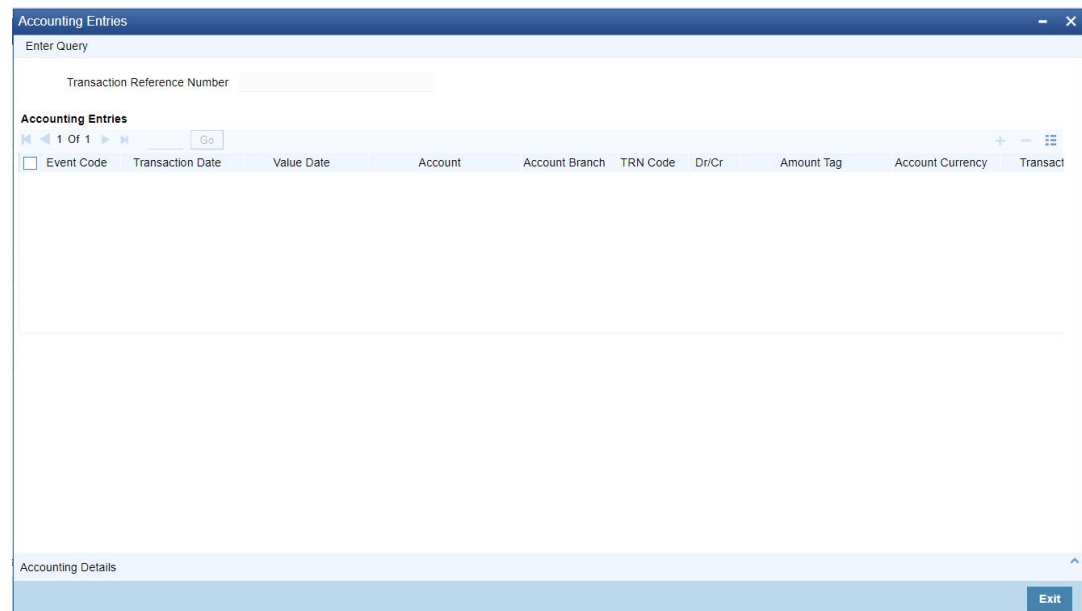 Accounting Entries
Enter Query
Transaction Reference Number
Accounting Entries
1 Of 1 Go
Event Code Transaction Date Value Date Account Account Branch TRN Code Dr/Cr Amount Tag Account Currency Transact
Accounting Details
Exit